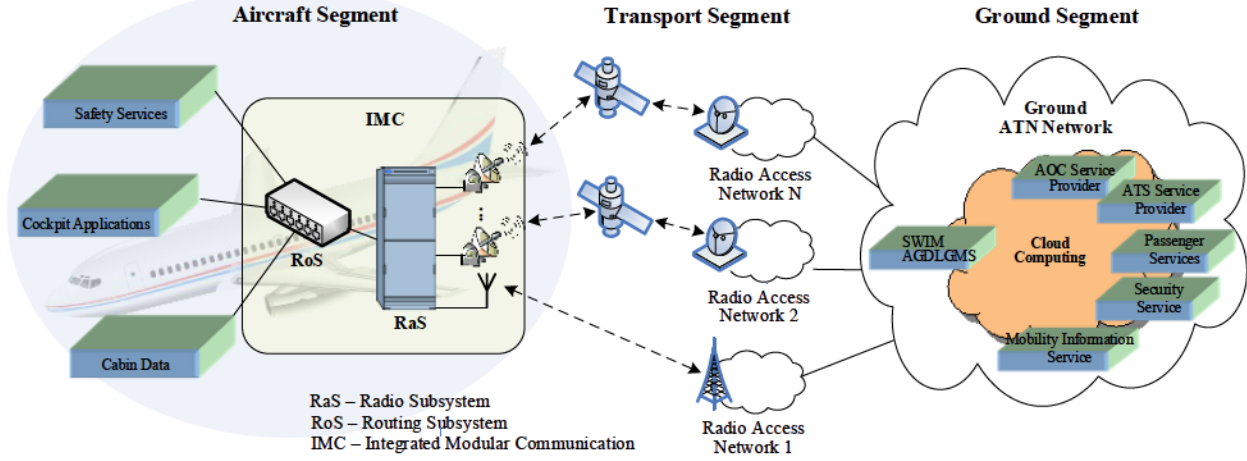 Aircraft Segment
Transport Segment
Ground Segment
Safety Services
Cockpit Applications
Cabin Data
IMC
RoS
RaS
RaS – Radio Subsystem
RoS – Routing Subsystem
IMC – Integrated Modular Communication
Radio Access
Network N
Radio Access
Network 2
Radio Access
Network 1
Ground
ATN Network
AOC Service
Provider
ATS Service
Provider
SWIM
AGDLGMS
Cloud
Computing
Passenger
Services
Security
Service
Mobility Information
Service